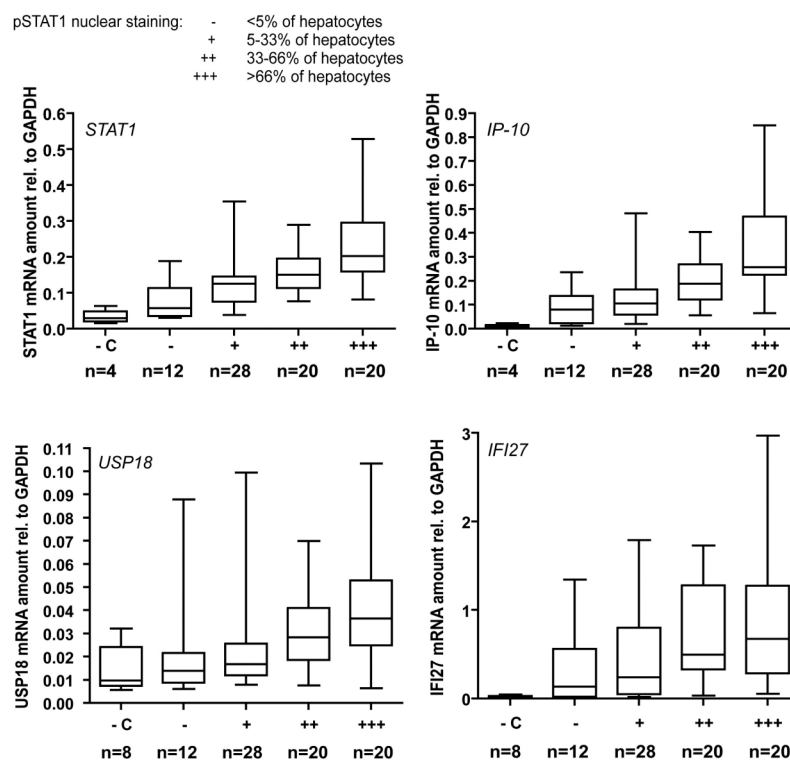 pSTAT1 nuclear staining: - <5% of hepatocytes
+ 5-33% of hepatocytes
++ 33-66% of hepatocytes
+++ >66% of hepatocytes
STAT1 mRNA amount rel. to GAPDH
STAT1
0.6
0.5
0.4
0.3
0.2
0.1
0.0
- C - + ++ +++
n=4 n=12 n=28 n=20 n=20
IP-10 mRNA amount rel. to GAPDH
IP-10
0.9
0.8
0.7
0.6
0.5
0.4
0.3
0.2
0.1
0.0
- C - + ++ +++
n=4 n=12 n=28 n=20 n=20
USP18 mRNA amount rel. to GAPDH
USP18
0.11
0.10
0.09
0.08
0.07
0.06
0.05
0.04
0.03
0.02
0.01
0.00
- C - + ++ +++
n=8 n=12 n=28 n=20 n=20
IFI27 mRNA amount rel. to GAPDH
IFI27
3
2
1
0
- C - + ++ +++
n=8 n=12 n=28 n=20 n=20